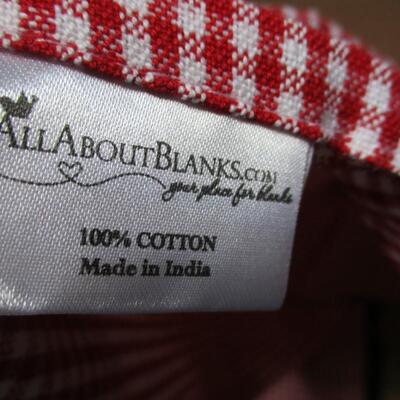 ALLABOUTBLANKS.COM
your place for blanks
100% COTTON
Made in India